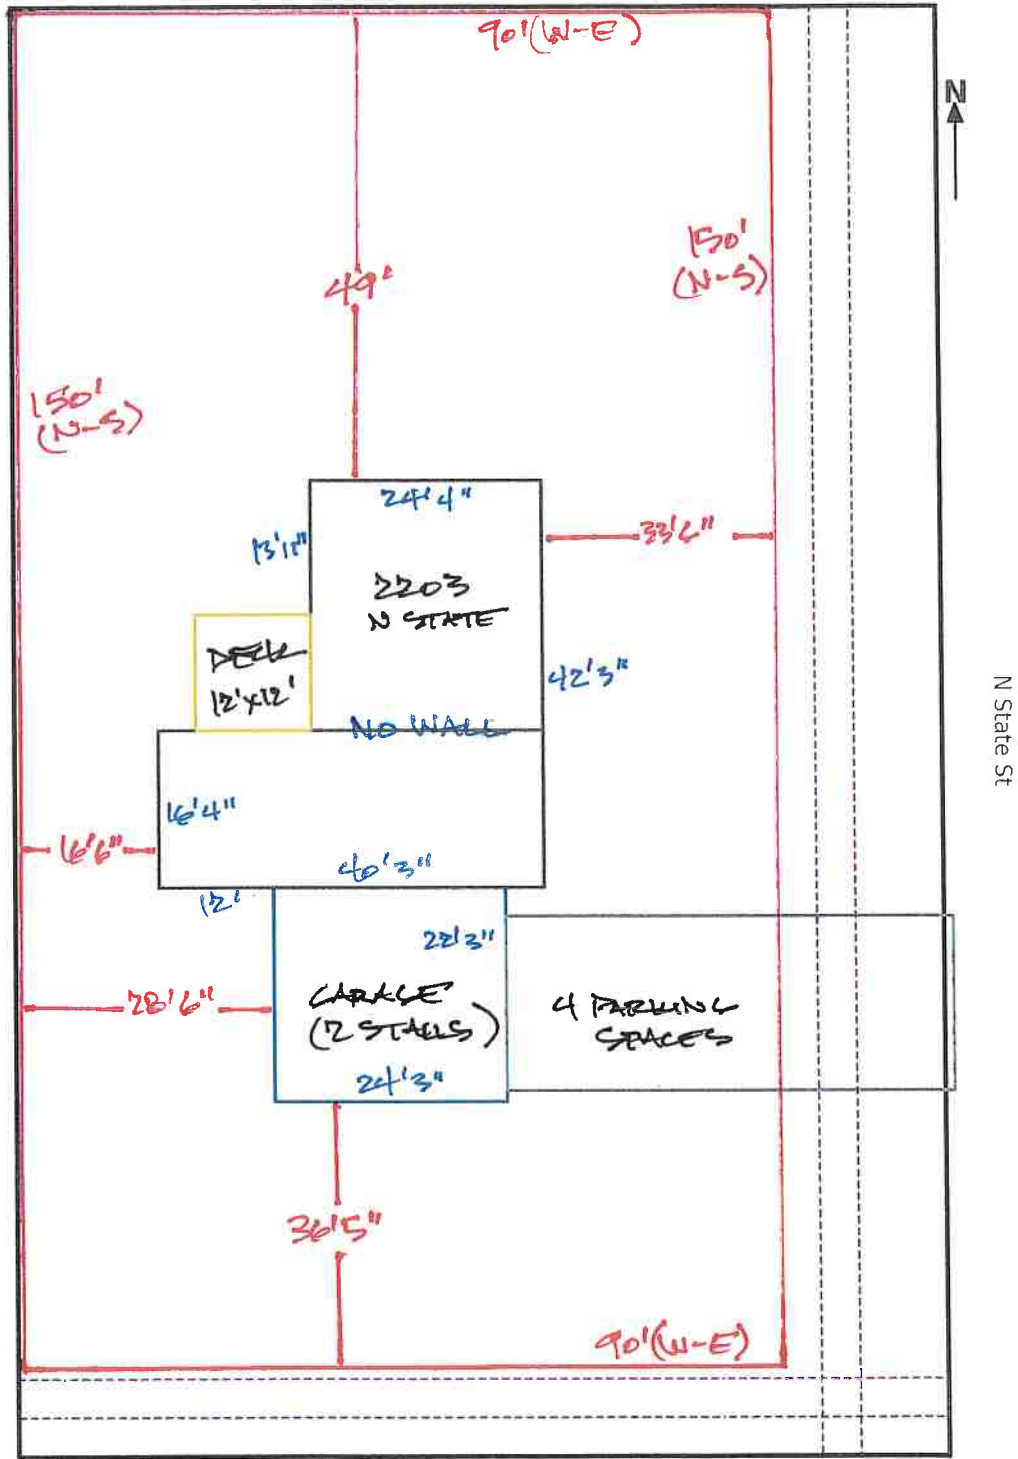 90'(W-E)
N
150'
(N-S)
49'
150'
(N-S)
24'4"
13'11"
33'6"
2203
N STATE
DECK
12'x12'
42'3"
N State St
NO WALL
16'4"
16'6"
40'3"
12'
22'3"
28'6"
GARAGE
(2 STALLS)
4 PARKING
SPACES
24'3"
36'5"
90'(W-E)